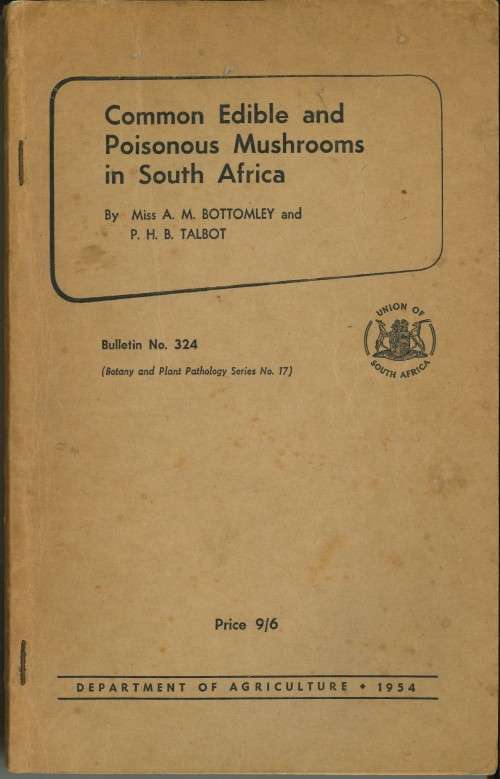 Common Edible and
Poisonous Mushrooms
in South Africa
By Miss A. M. BOTTOMLEY and
P. H. B. TALBOT
Bulletin No. 324
(Botany and Plant Pathology Series No. 17)
UNION OF
SOUTH AFRICA
Price 9/6
DEPARTMENT OF AGRICULTURE • 1954